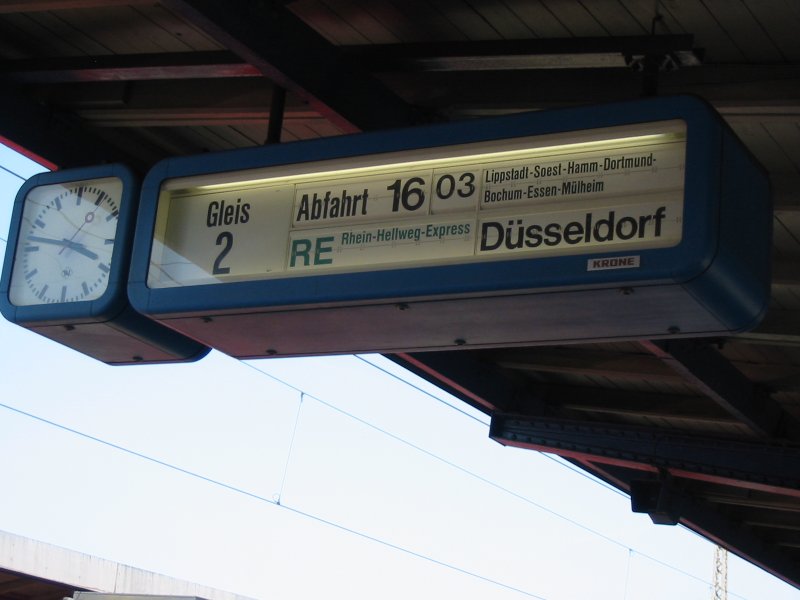 Gleis
2
Abfahrt 16 03
RE Rhein-Hellweg-Express
Lippstadt-Soest-Hamm-Dortmund-
Bochum-Essen-Mülheim
Düsseldorf
KRONE